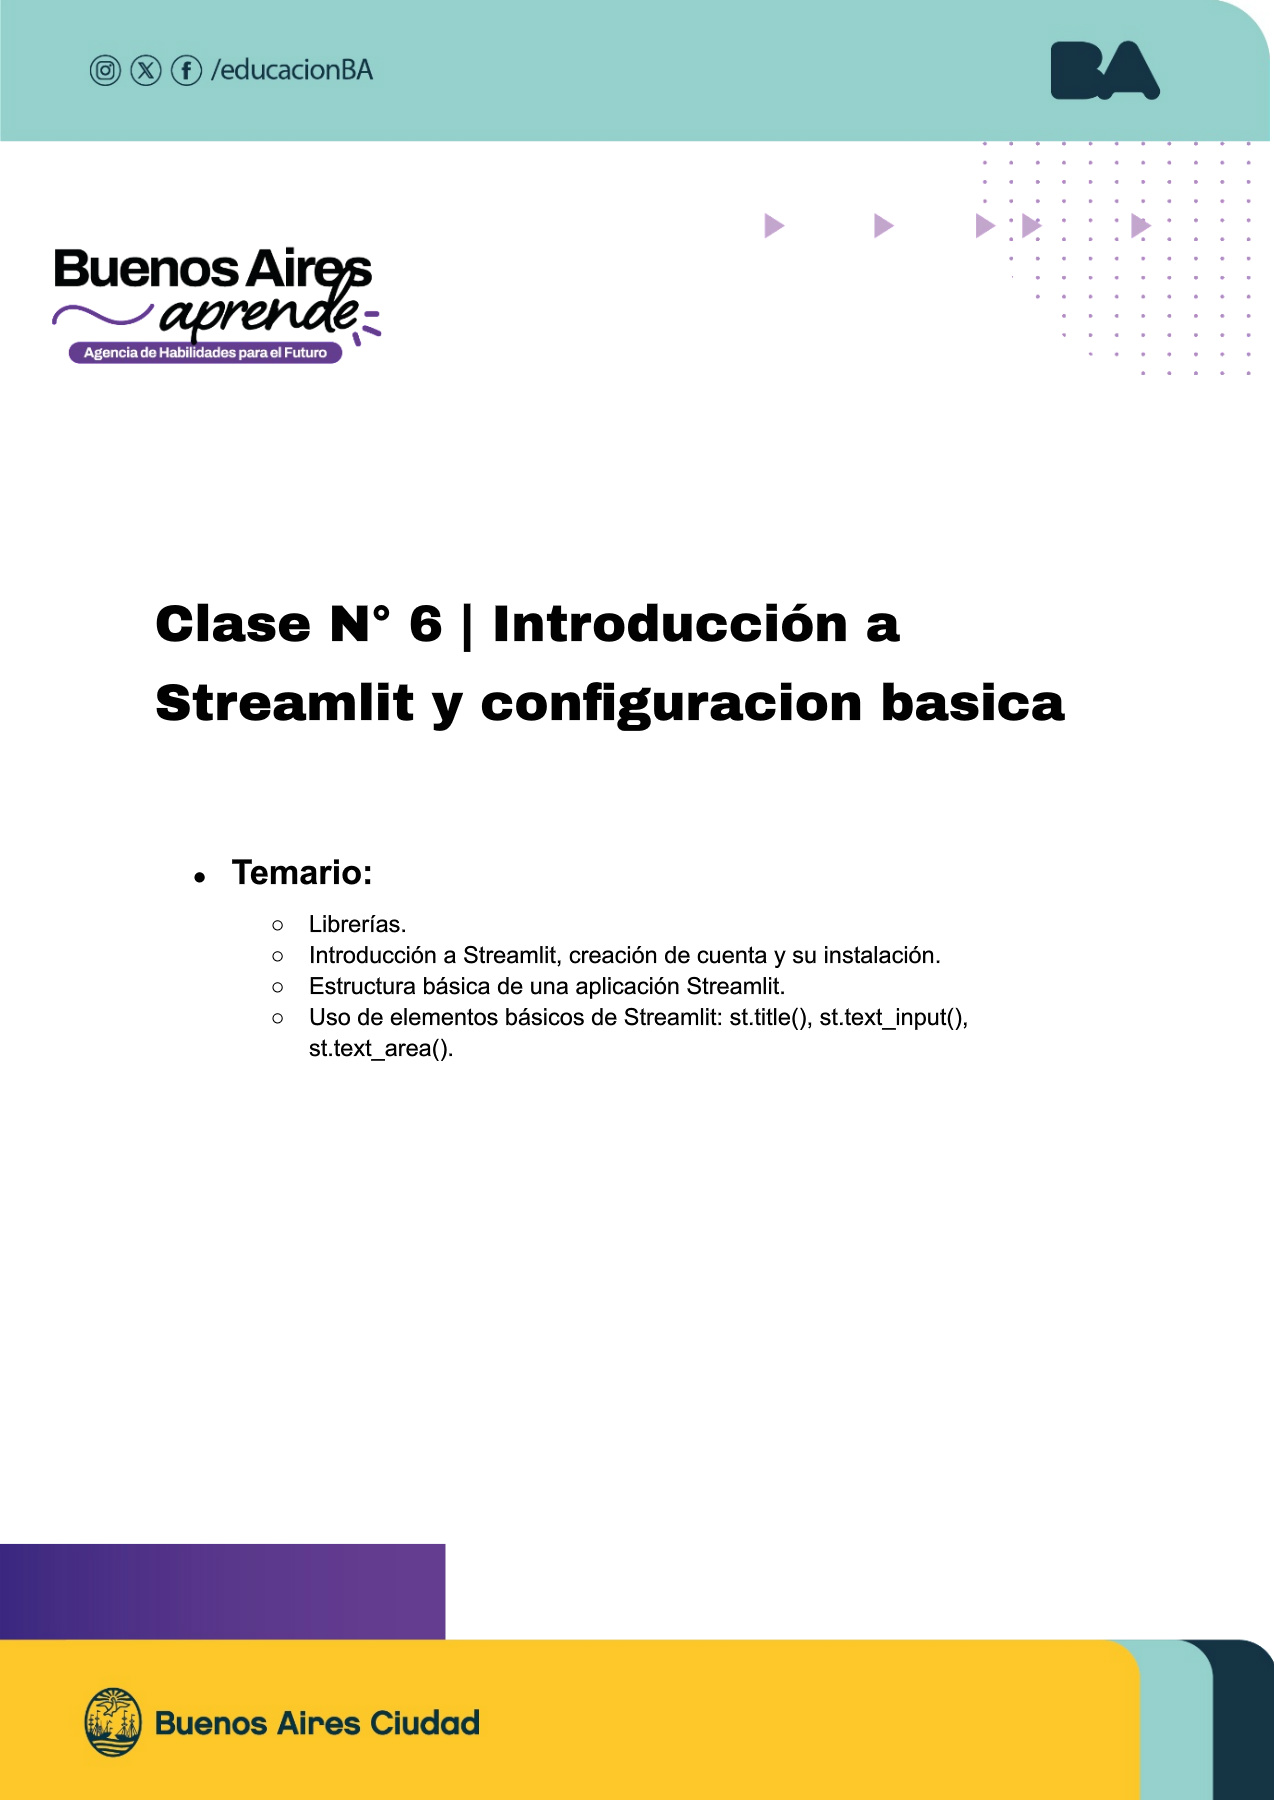 /educacionBA
BA
Buenos Aires
aprende
Agencia de Habilidades para el Futuro
Clase N° 6 | Introducción a
Streamlit y configuracion basica
● Temario:
○ Librerías.
○ Introducción a Streamlit, creación de cuenta y su instalación.
○ Estructura básica de una aplicación Streamlit.
○ Uso de elementos básicos de Streamlit: st.title(), st.text_input(),
st.text_area().
Buenos Aires Ciudad